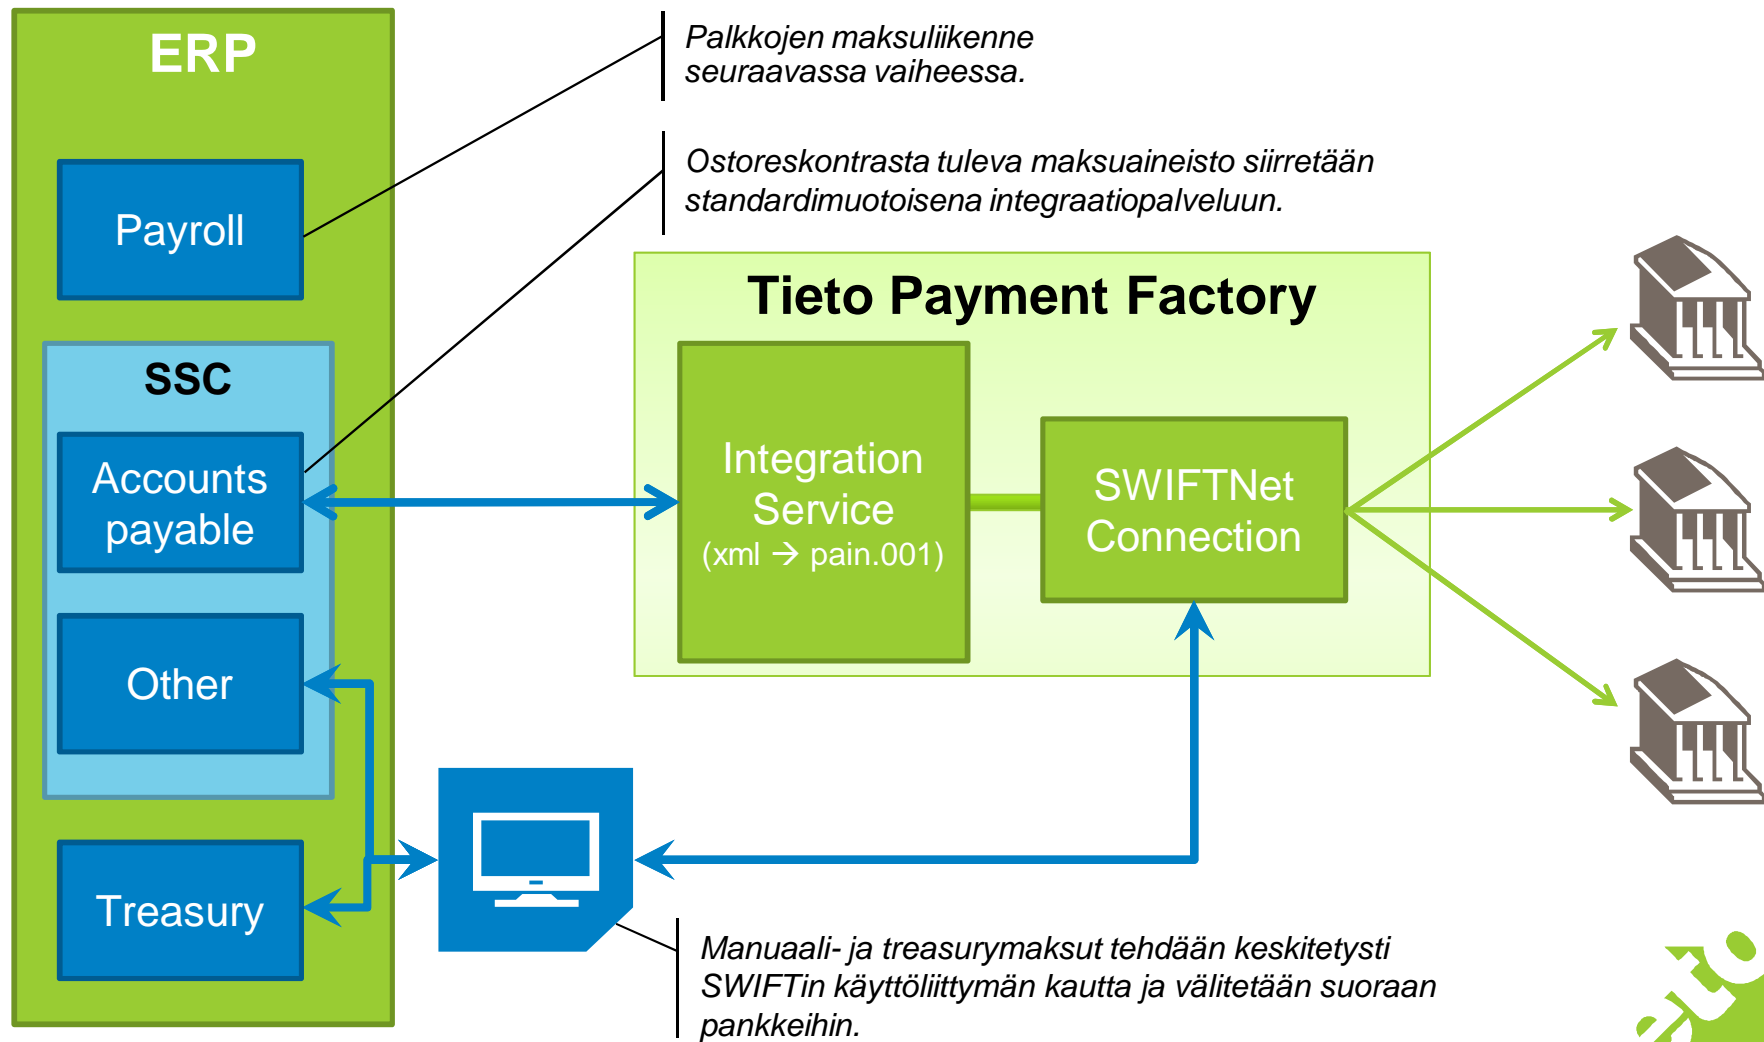 ERP
Palkkojen maksuliikenne
seuraavassa vaiheessa.
Ostoreskontrasta tuleva maksuaineisto siirretään
standardimuotoisena integraatiopalveluun.
Payroll
Tieto Payment Factory
SSC
Accounts
payable
Integration
Service
(xml → pain.001)
SWIFTNet
Connection
Other
Treasury
Manuaali- ja treasurymaksut tehdään keskitetysti
SWIFTin käyttöliittymän kautta ja välitetään suoraan
pankkeihin.